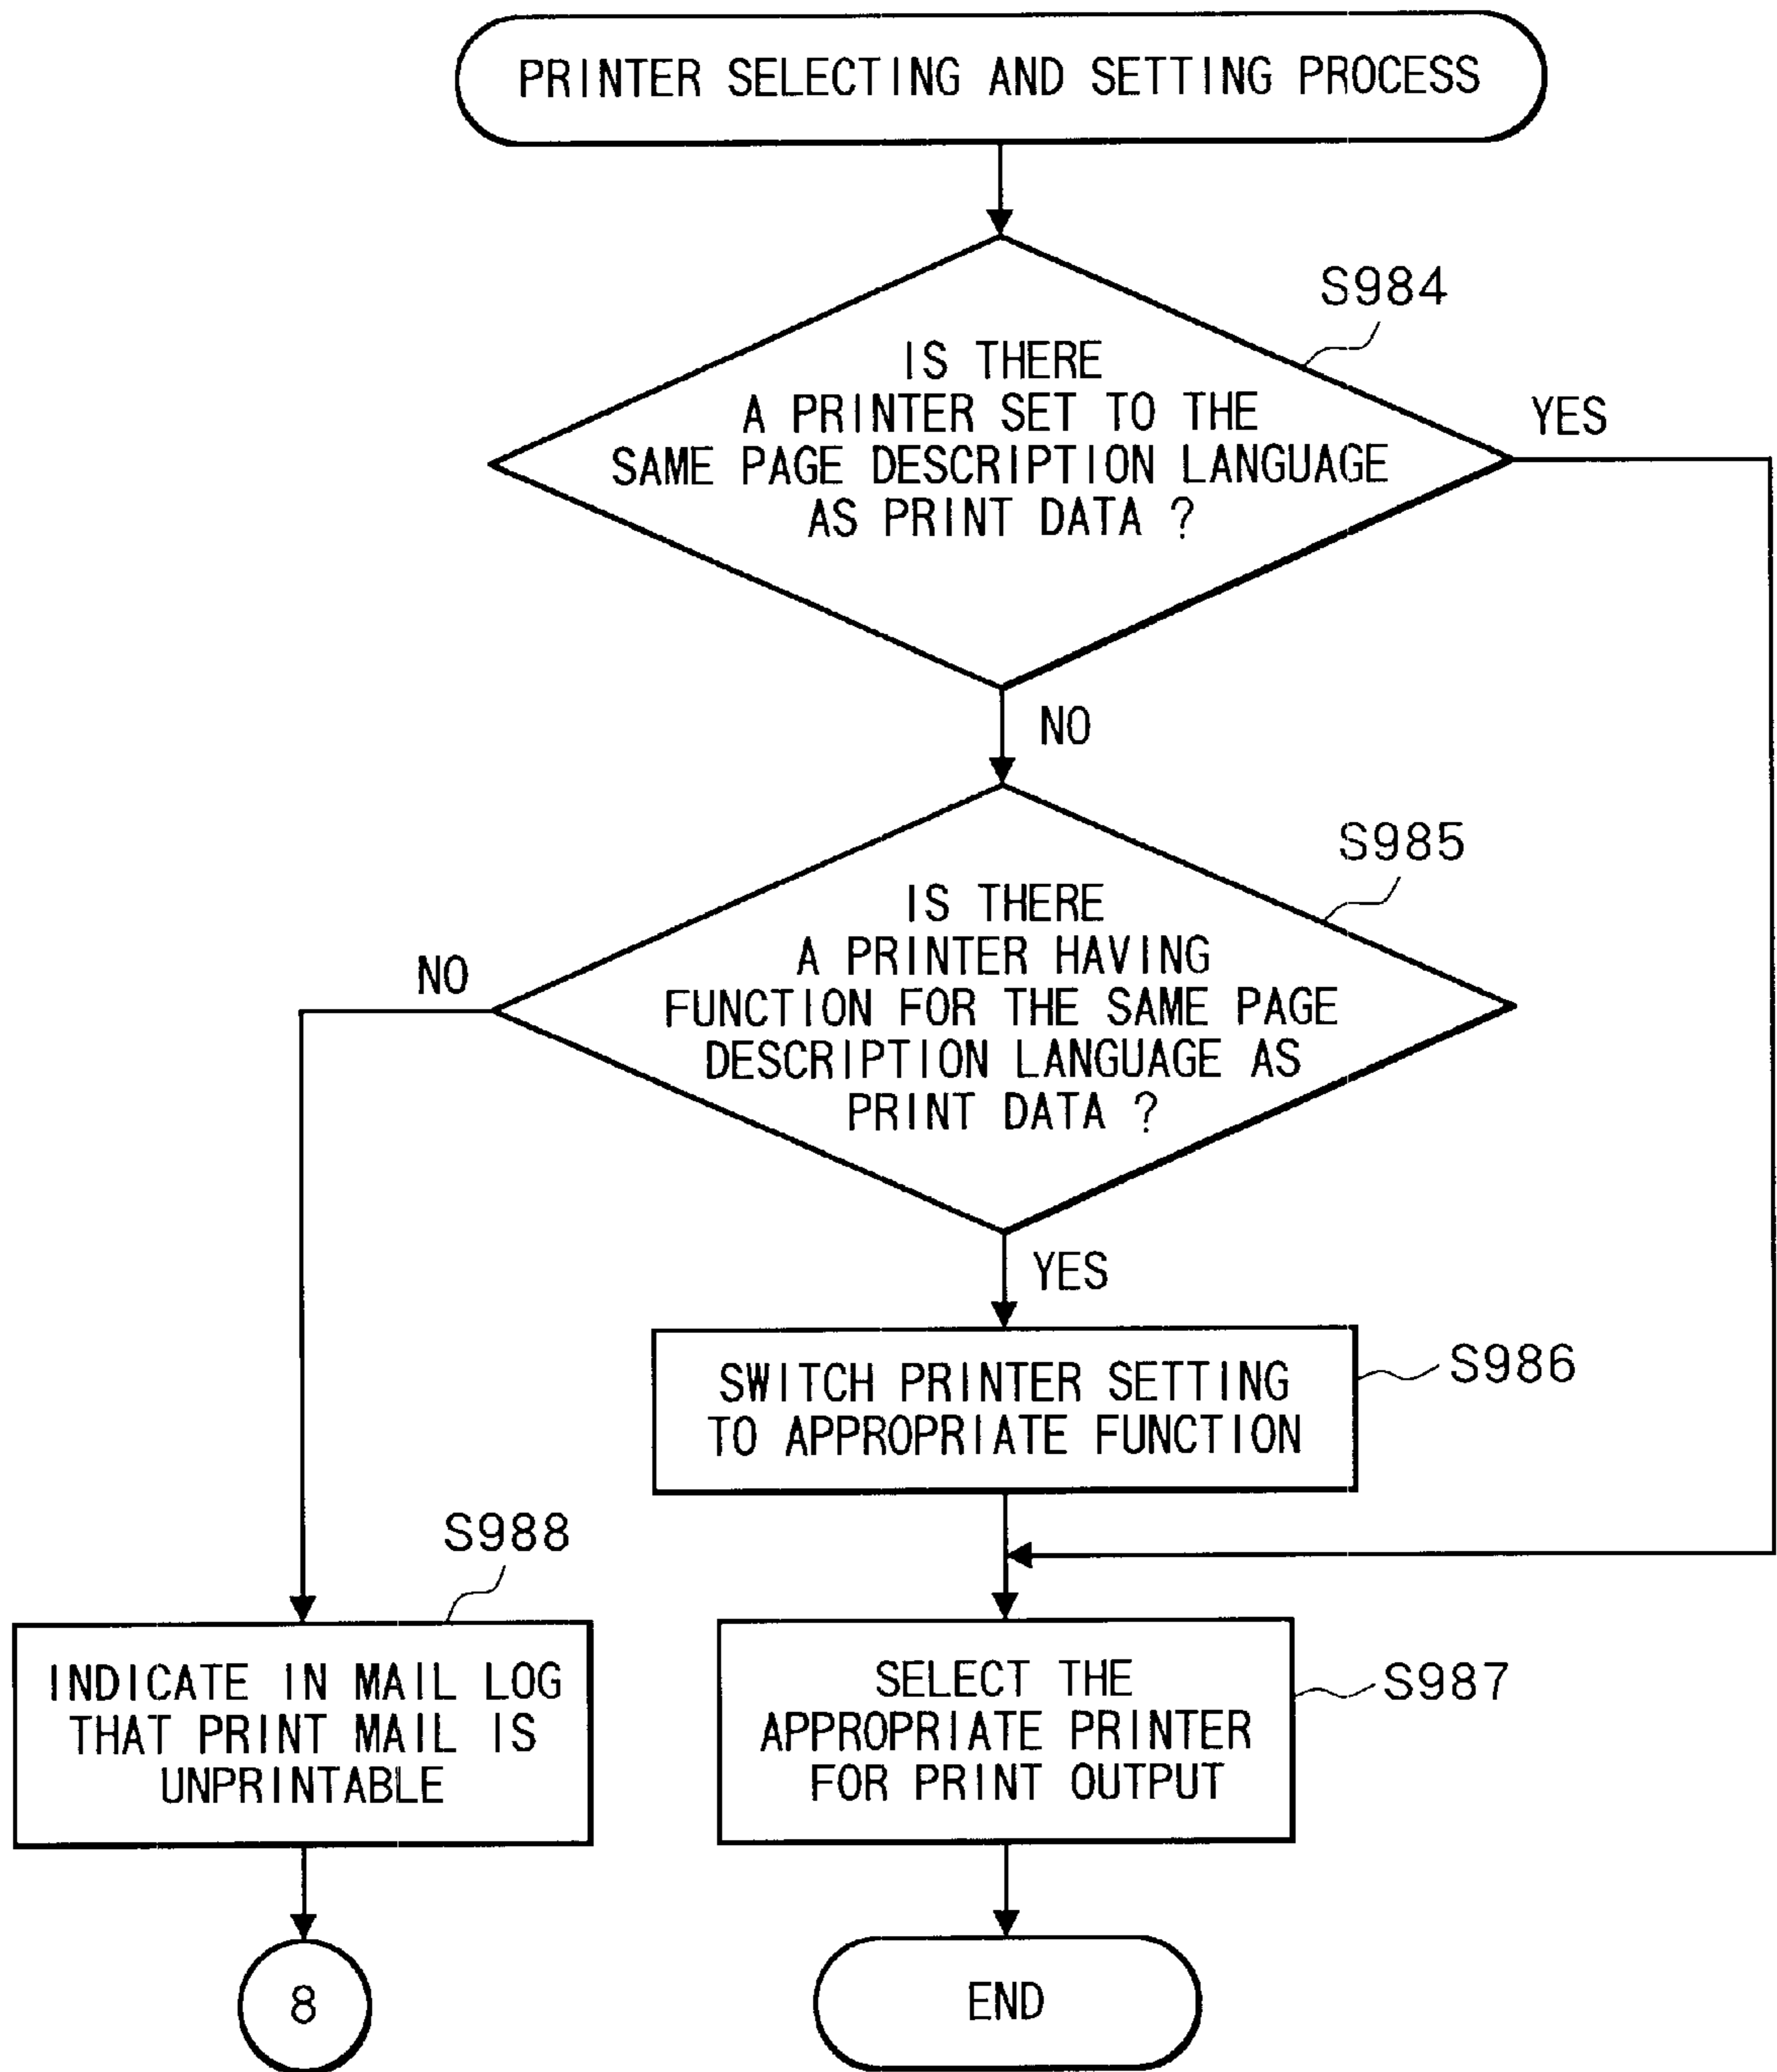 PRINTER SELECTING AND SETTING PROCESS
S984
IS THERE
A PRINTER SET TO THE
SAME PAGE DESCRIPTION LANGUAGE
AS PRINT DATA ?
YES
NO
S985
IS THERE
A PRINTER HAVING
FUNCTION FOR THE SAME PAGE
DESCRIPTION LANGUAGE AS
PRINT DATA ?
NO
YES
SWITCH PRINTER SETTING
TO APPROPRIATE FUNCTION
S986
S988
INDICATE IN MAIL LOG
THAT PRINT MAIL IS
UNPRINTABLE
SELECT THE
APPROPRIATE PRINTER
FOR PRINT OUTPUT
S987
8
END